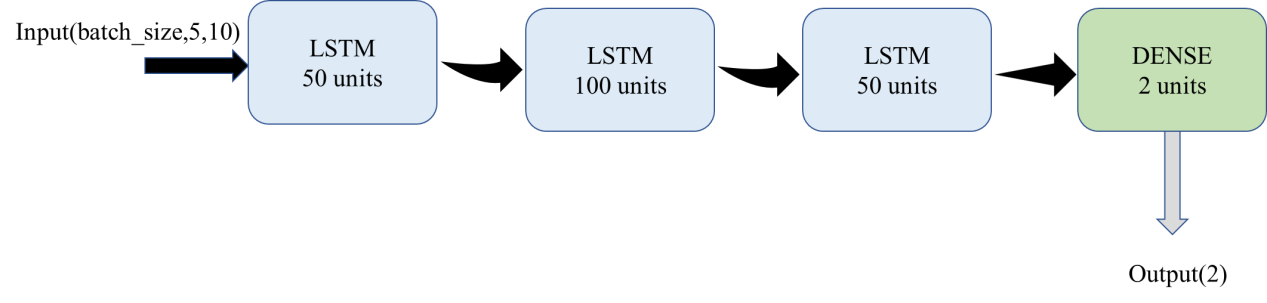 Input(batch_size,5,10)
LSTM
50 units
LSTM
100 units
LSTM
50 units
DENSE
2 units
Output(2)